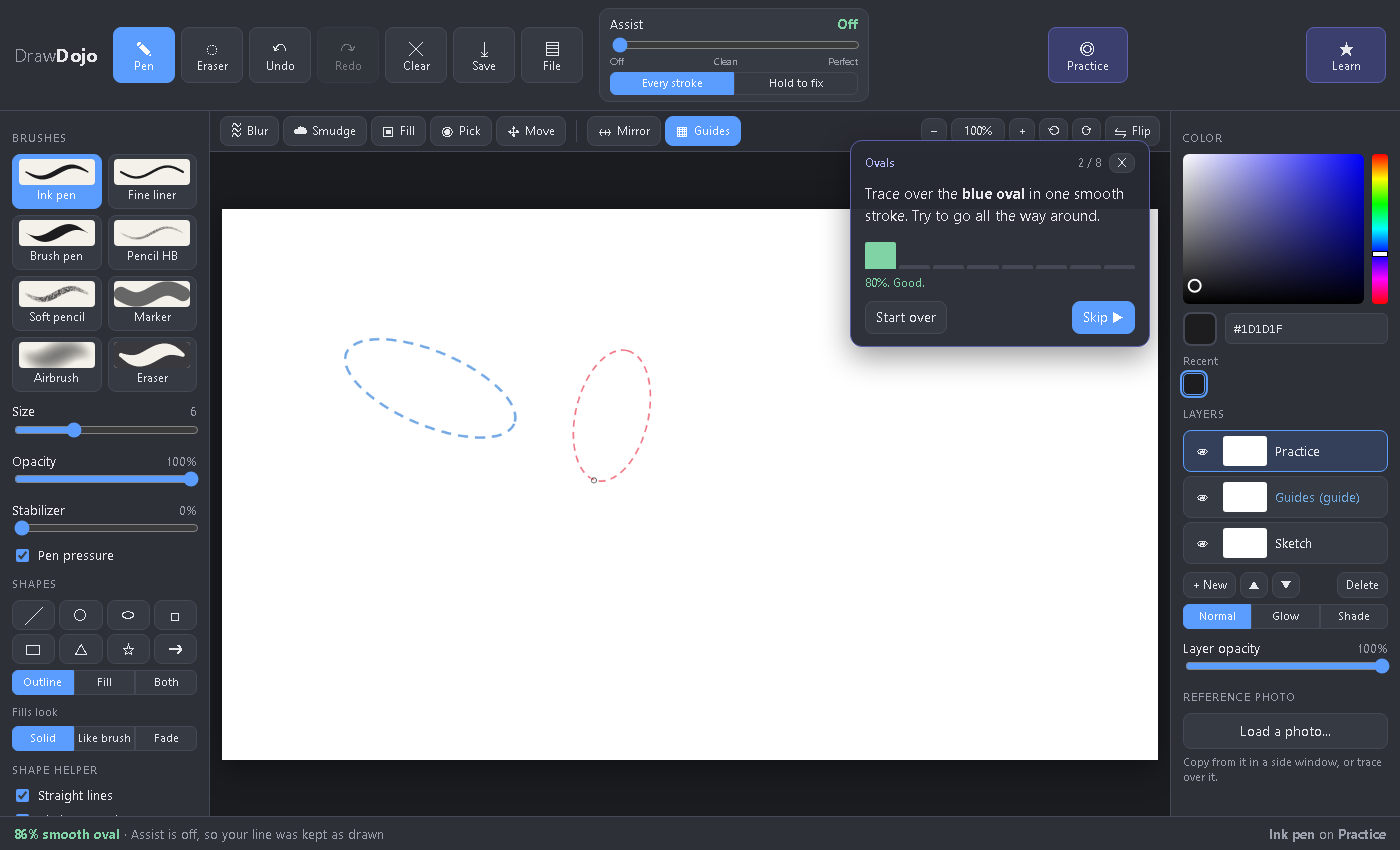 DrawDojo
Pen
Eraser
Undo
Redo
Clear
Save
File
Assist
Off
Off
Clean
Perfect
Every stroke
Hold to fix
Practice
Learn
BRUSHES
Ink pen
Fine liner
Brush pen
Pencil HB
Soft pencil
Marker
Airbrush
Eraser
Size
6
Opacity
100%
Stabilizer
0%
Pen pressure
SHAPES
Outline
Fill
Both
Fills look
Solid
Like brush
Fade
SHAPE HELPER
Straight lines
Blur
Smudge
Fill
Pick
Move
Mirror
Guides
100%
Flip
Ovals
2 / 8
Trace over the blue oval in one smooth
stroke. Try to go all the way around.
80%. Good.
Start over
Skip
COLOR
#1D1D1F
Recent
LAYERS
Practice
Guides (guide)
Sketch
+ New
Delete
Normal
Glow
Shade
Layer opacity
100%
REFERENCE PHOTO
Load a photo...
Copy from it in a side window, or trace
over it.
86% smooth oval · Assist is off, so your line was kept as drawn
Ink pen on Practice